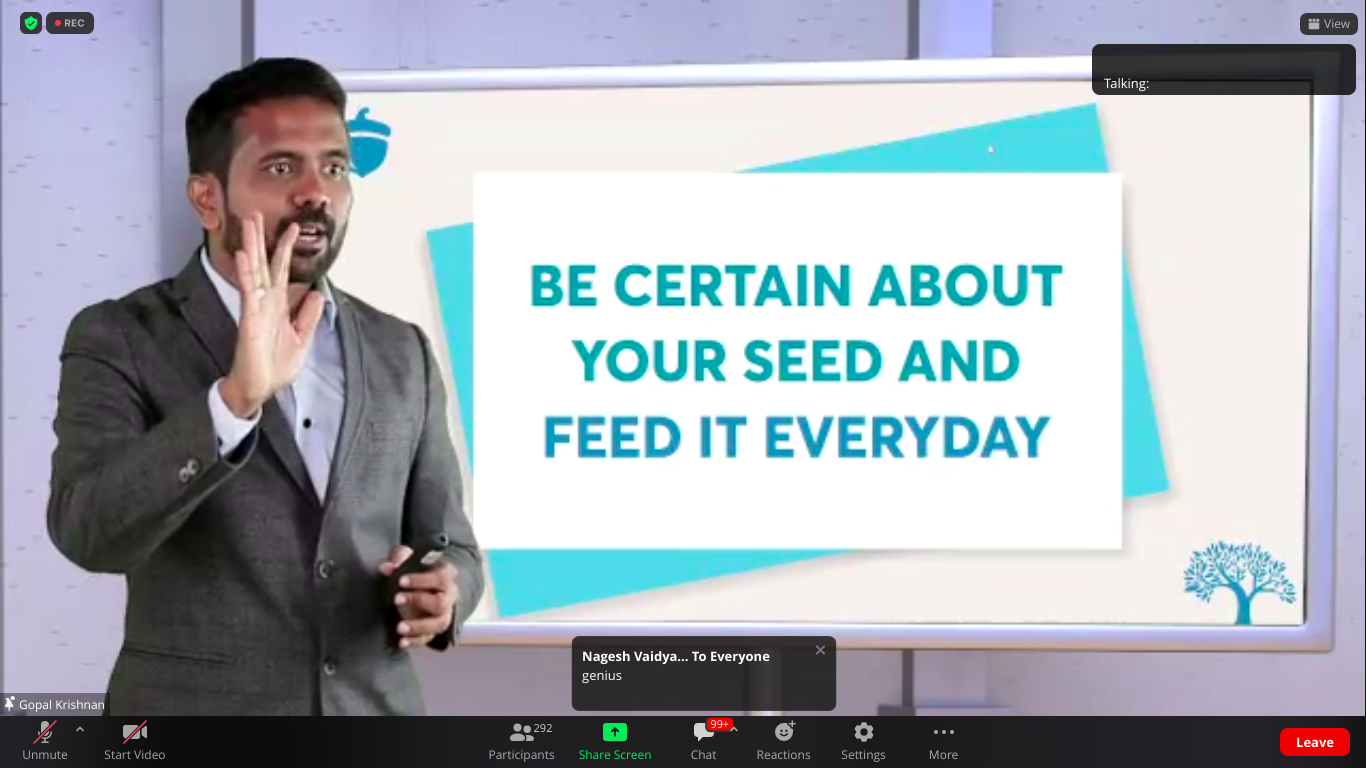 REC
View
Talking:
BE CERTAIN ABOUT
YOUR SEED AND
FEED IT EVERYDAY
Nagesh Vaidya... To Everyone
genius
Gopal Krishnan
292
99+
Unmute
Start Video
Participants
Share Screen
Chat
Reactions
Settings
More
Leave